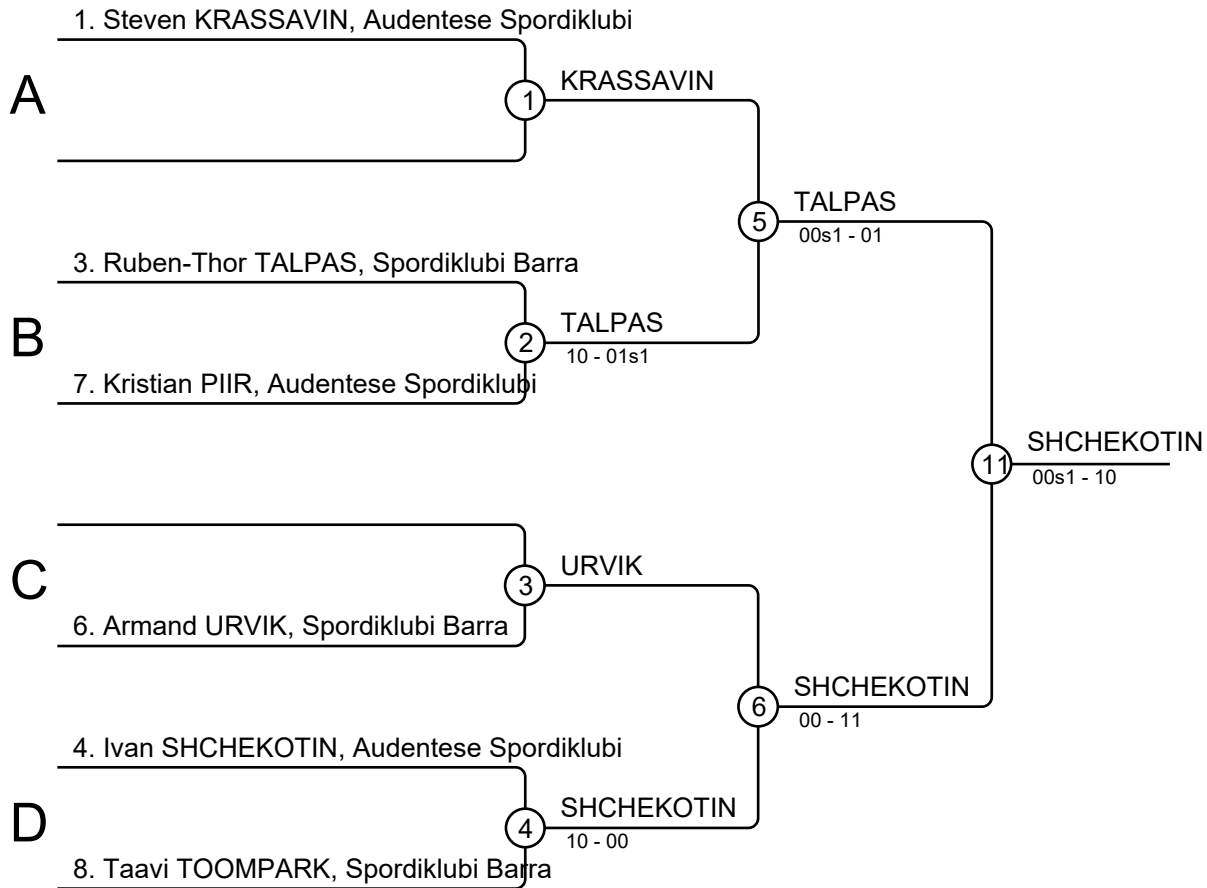 1. Steven KRASSAVIN, Audentese Spordiklubi
A
1
KRASSAVIN
5
TALPAS
00s1 - 01
3. Ruben-Thor TALPAS, Spordiklubi Barra
B
2
TALPAS
10 - 01s1
7. Kristian PIIR, Audentese Spordiklubi
11
SHCHEKOTIN
00s1 - 10
C
3
URVIK
6. Armand URVIK, Spordiklubi Barra
6
SHCHEKOTIN
00 - 11
4. Ivan SHCHEKOTIN, Audentese Spordiklubi
D
4
SHCHEKOTIN
10 - 00
8. Taavi TOOMPARK, Spordiklubi Barra